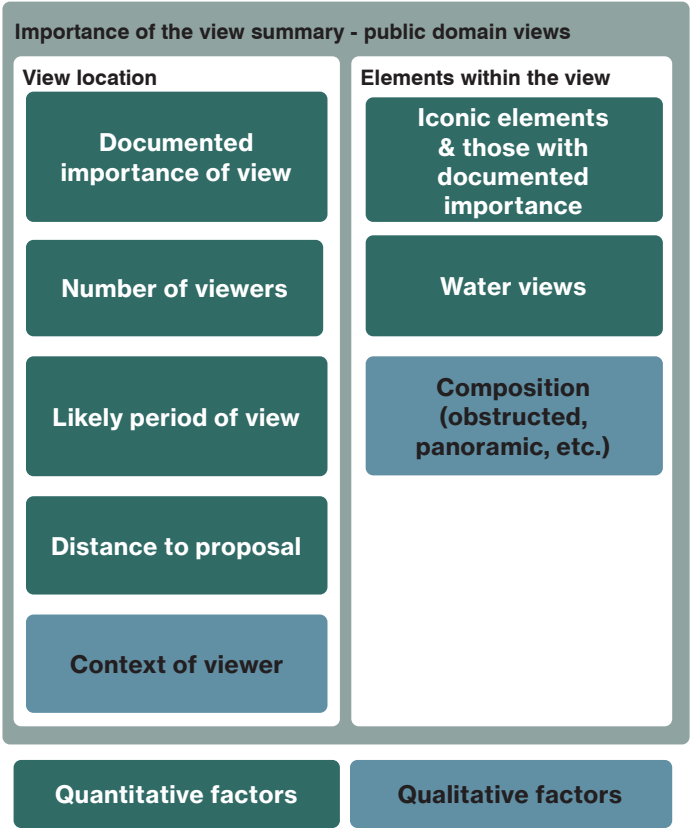 Importance of the view summary - public domain views
View location
Documented
importance of view
Number of viewers
Likely period of view
Distance to proposal
Context of viewer
Elements within the view
Iconic elements
& those with
documented
importance
Water views
Composition
(obstructed,
panoramic, etc.)
Quantitative factors
Qualitative factors